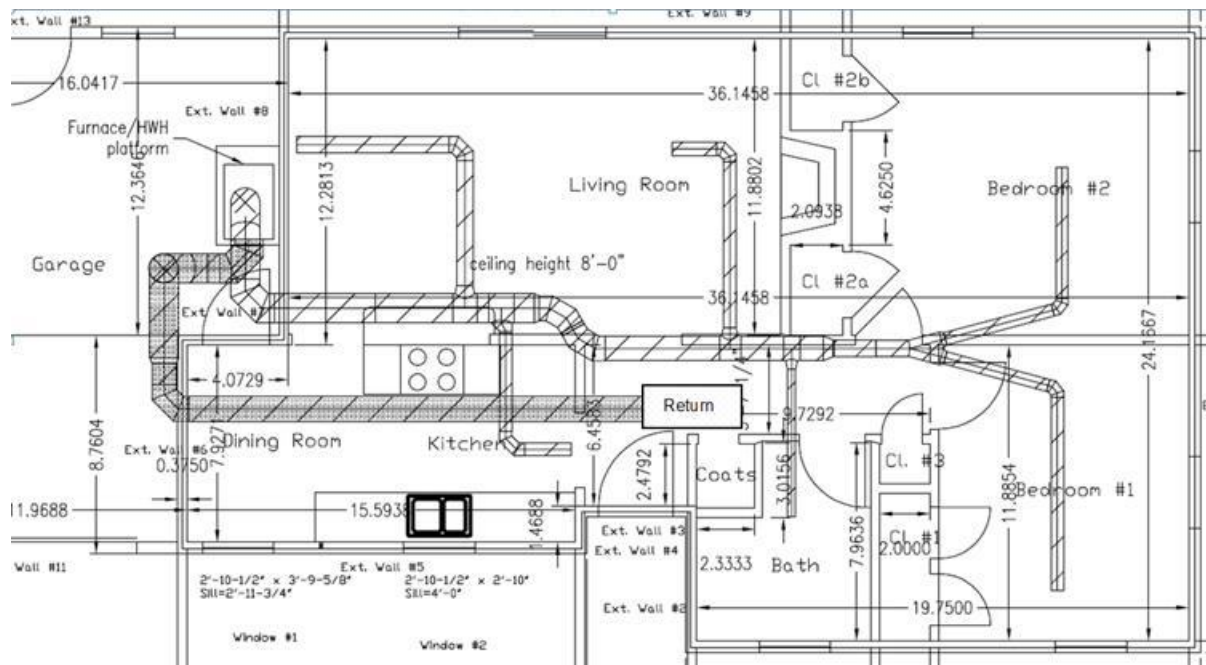 Ext. Wall #13
Ext. Wall #9
16.0417
36.1458
Cl #2b
Ext. Wall #8
Furnace/HWH
platform
12.3646
12.2813
Living Room
11.8802
2.0938
4.6250
Bedroom #2
Garage
ceiling height 8'-0"
Cl #2a
36.1458
Ext. Wall #7
24.1667
4.0729
Return
9.7292
8.7604
7.9271
Dining Room
Kitchen
6.4583
Ext. Wall #6
0.3750
2.4792
Coats
3.0156
Cl. #3
11.8854
Bedroom #1
11.9688
15.5938
1.4688
Ext. Wall #3
Ext. Wall #4
7.9636
Cl #1
2.0000
Wall #11
Ext. Wall #5
2.3333
Bath
2'-10-1/2" x 3'-9-5/8"
Sill=2'-11-3/4"
2'-10-1/2" x 2'-10"
Sill=4'-0"
Ext. Wall #2
19.7500
Window #1
Window #2